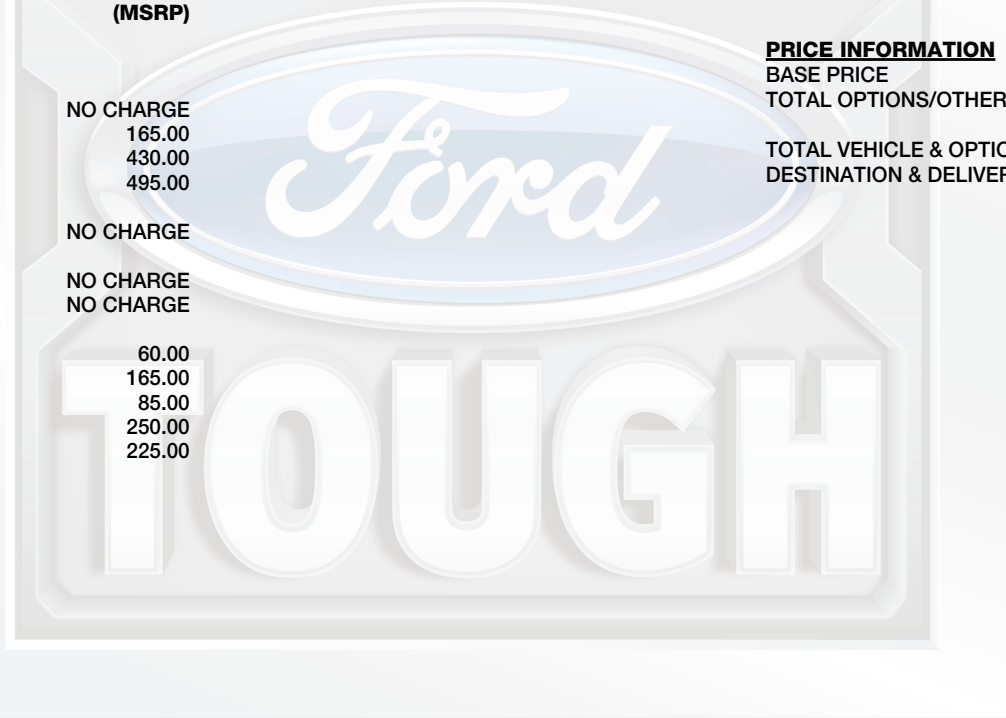 (MSRP)
NO CHARGE
165.00
430.00
495.00
NO CHARGE
NO CHARGE
NO CHARGE
60.00
165.00
85.00
250.00
225.00
PRICE INFORMATION
BASE PRICE
TOTAL OPTIONS/OTHER
TOTAL VEHICLE & OPTIO
DESTINATION & DELIVER
Ford
TOUGH